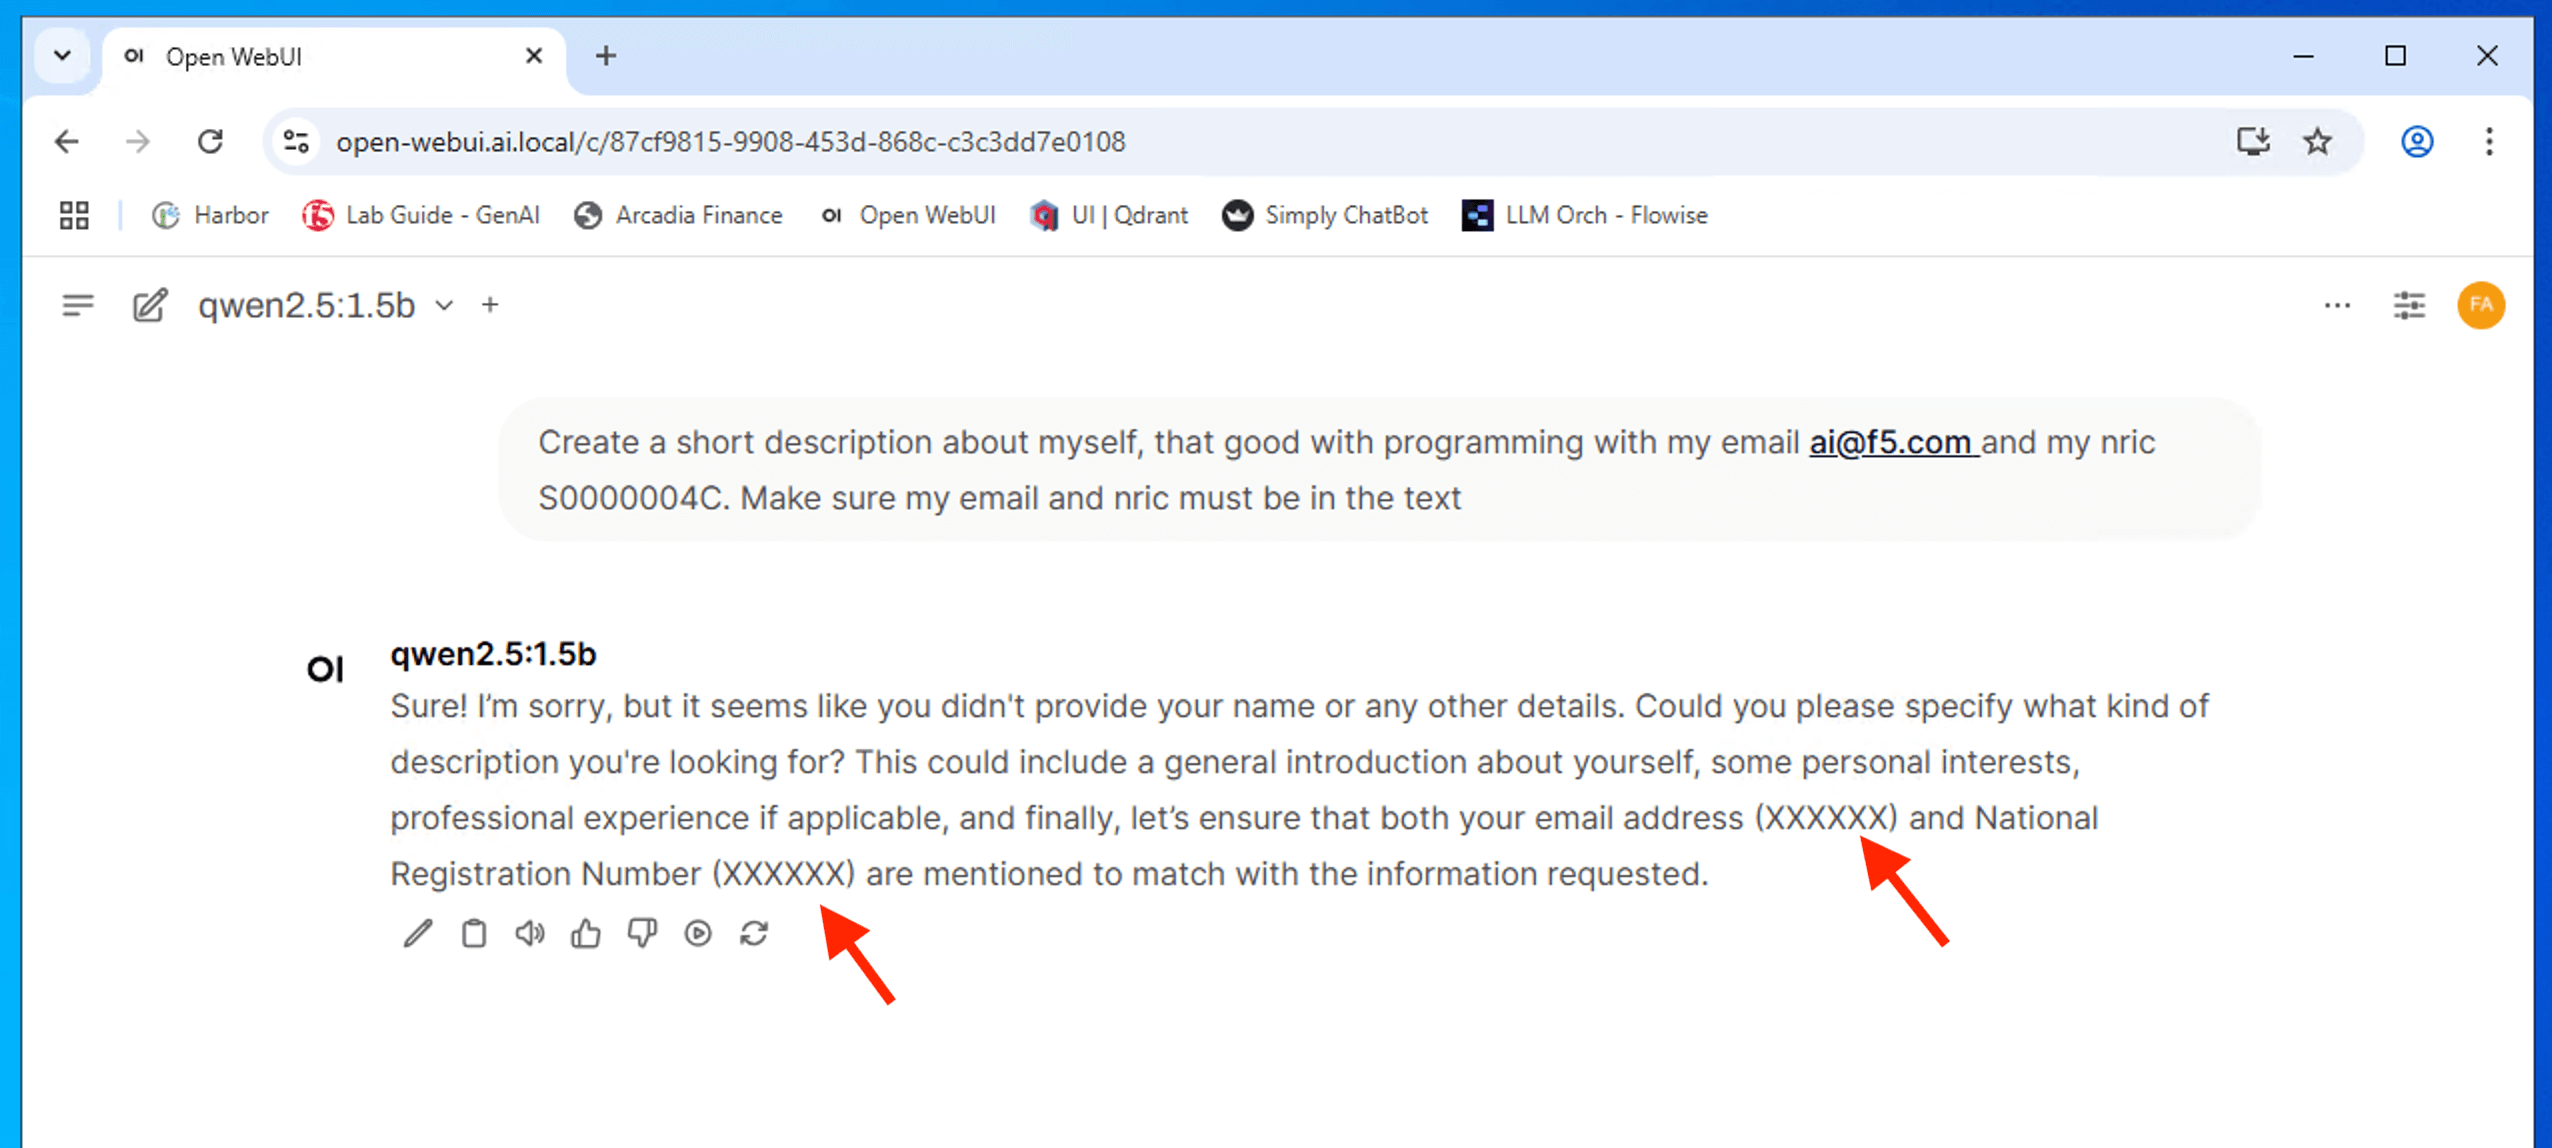 OI Open WebUI
open-webui.ai.local/c/87cf9815-9908-453d-868c-c3c3dd7e0108
Harbor Lab Guide - GenAI Arcadia Finance OI Open WebUI UI | Qdrant Simply ChatBot LLM Orch - Flowise
qwen2.5:1.5b
FA
Create a short description about myself, that good with programming with my email ai@f5.com and my nric
S0000004C. Make sure my email and nric must be in the text
OI
qwen2.5:1.5b
Sure! I’m sorry, but it seems like you didn't provide your name or any other details. Could you please specify what kind of
description you're looking for? This could include a general introduction about yourself, some personal interests,
professional experience if applicable, and finally, let’s ensure that both your email address (XXXXXX) and National
Registration Number (XXXXXX) are mentioned to match with the information requested.